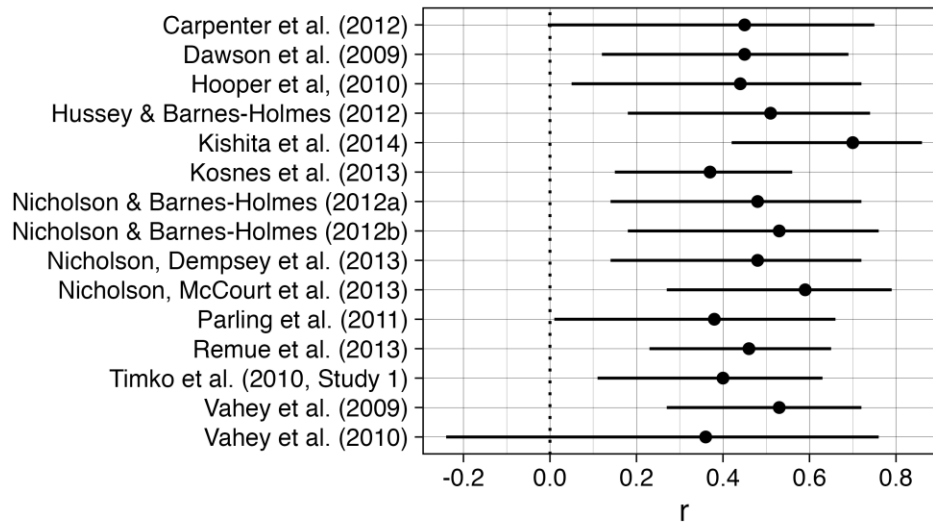 Carpenter et al. (2012)
Dawson et al. (2009)
Hooper et al, (2010)
Hussey & Barnes-Holmes (2012)
Kishita et al. (2014)
Kosnes et al. (2013)
Nicholson & Barnes-Holmes (2012a)
Nicholson & Barnes-Holmes (2012b)
Nicholson, Dempsey et al. (2013)
Nicholson, McCourt et al. (2013)
Parling et al. (2011)
Remue et al. (2013)
Timko et al. (2010, Study 1)
Vahey et al. (2009)
Vahey et al. (2010)
-0.2 0.0 0.2 0.4 0.6 0.8
r